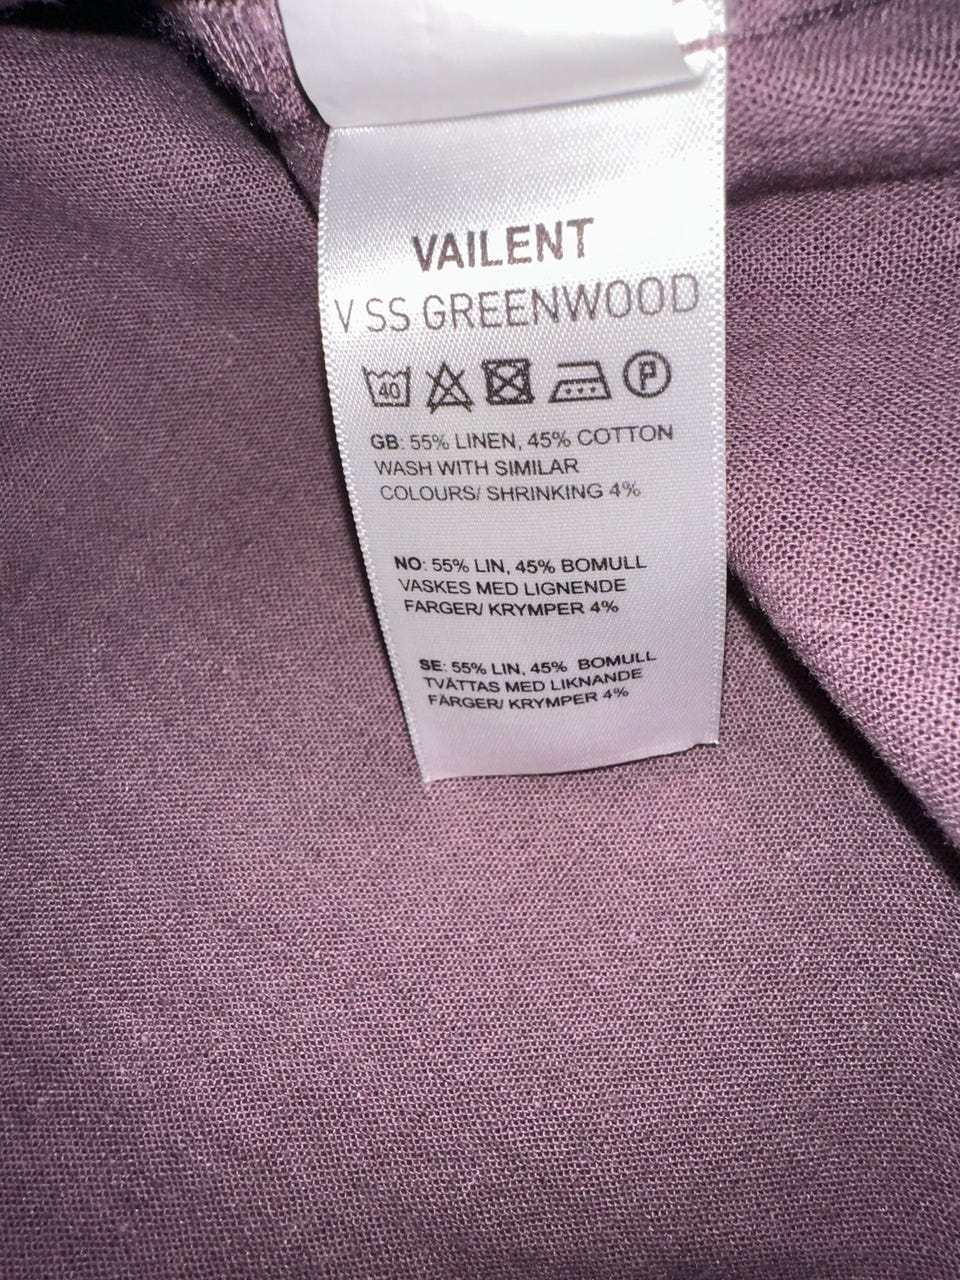 VAILENT
V SS GREENWOOD
40 P
GB: 55% LINEN, 45% COTTON
WASH WITH SIMILAR
COLOURS/ SHRINKING 4%
NO: 55% LIN, 45% BOMULL
VASKES MED LIGNENDE
FARGER/ KRYMPER 4%
SE: 55% LIN, 45% BOMULL
TVÄTTAS MED LIKNANDE
FÄRGER/ KRYMPER 4%